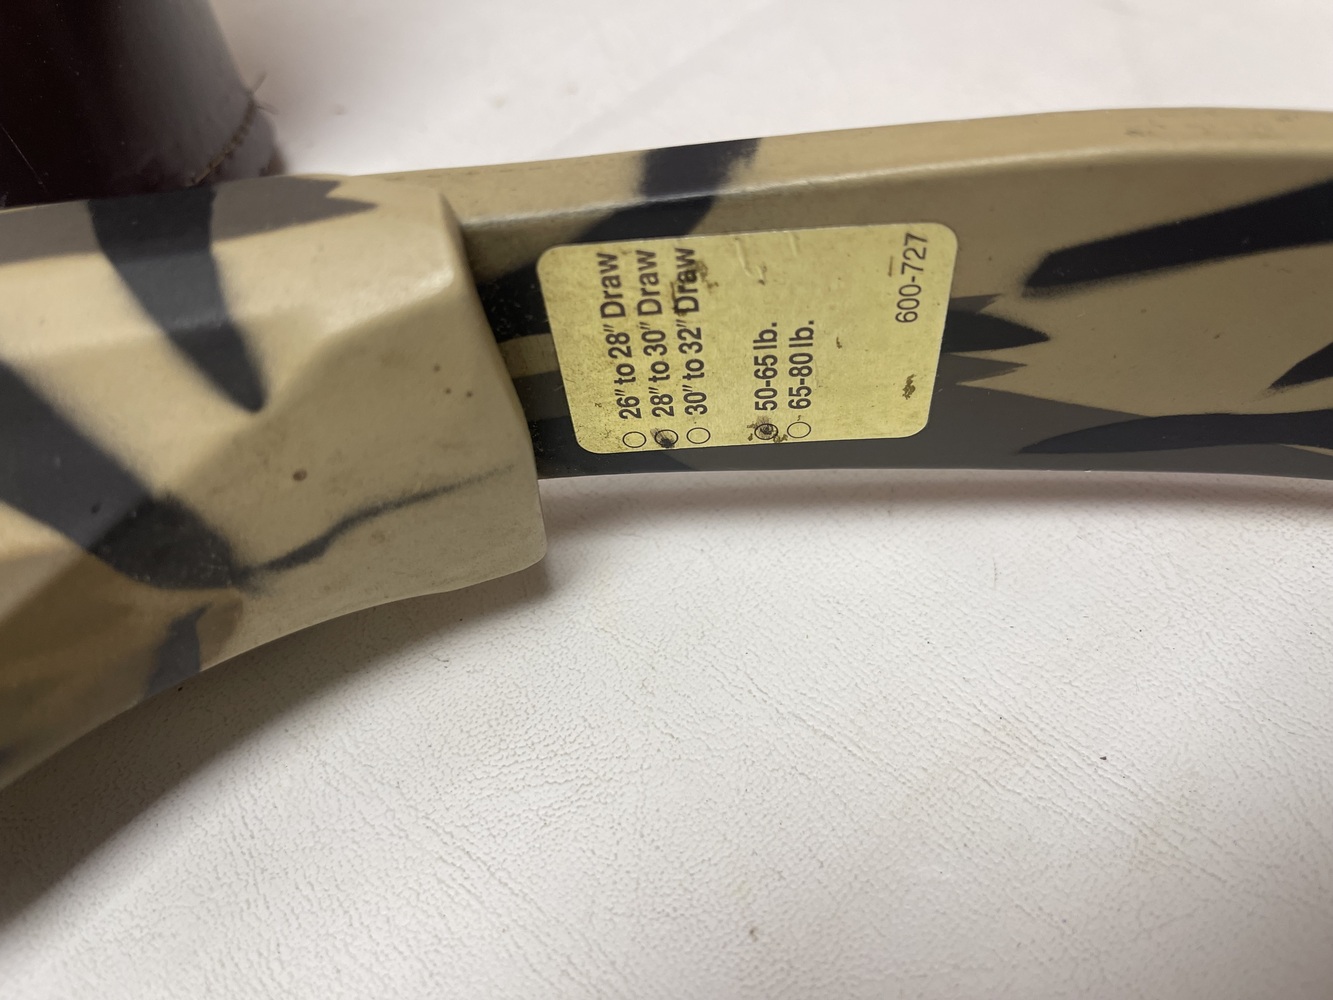 26" to 28" Draw
28" to 30" Draw
30" to 32" Draw
50-65 lb.
65-80 lb.
600-727